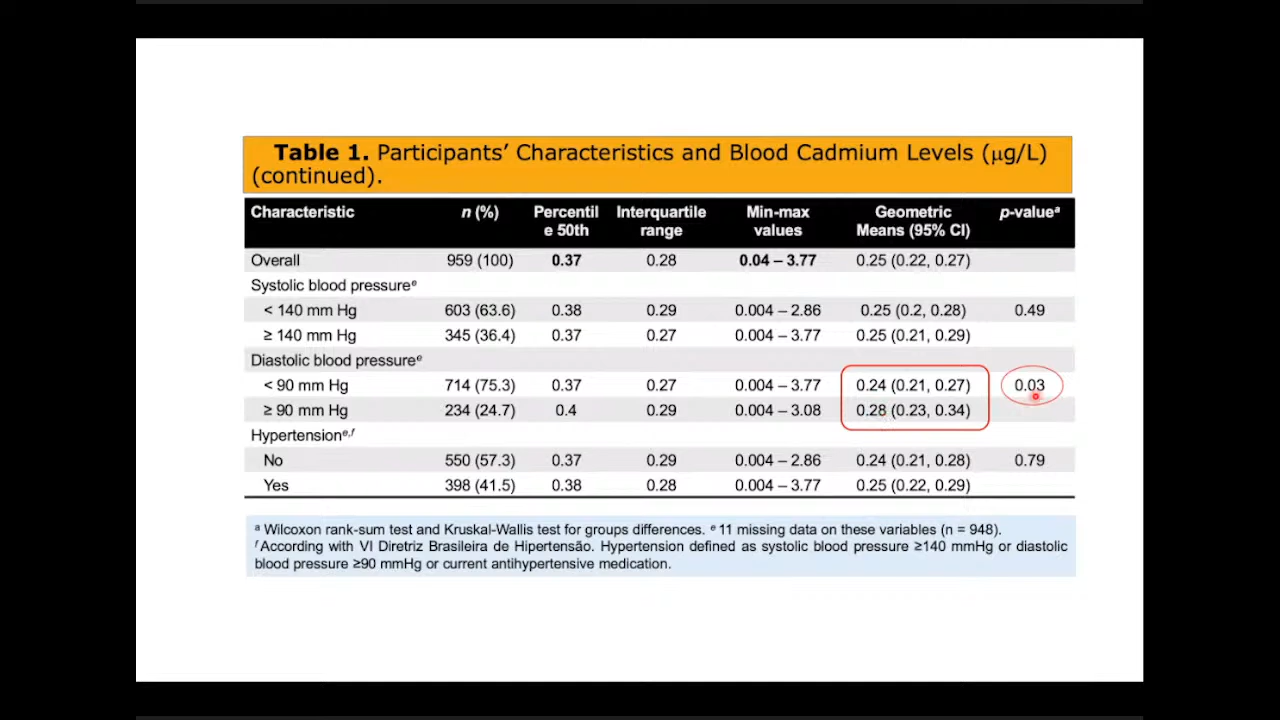 Table 1. Participants' Characteristics and Blood Cadmium Levels (μg/L)
(continued).
Characteristic n (%) Percentil Interquartile Min-max Geometric p-valueᵃ
e 50th range values Means (95% CI)
Overall 959 (100) 0.37 0.28 0.04 – 3.77 0.25 (0.22, 0.27)
Systolic blood pressureᵉ
< 140 mm Hg 603 (63.6) 0.38 0.29 0.004 – 2.86 0.25 (0.2, 0.28) 0.49
≥ 140 mm Hg 345 (36.4) 0.37 0.27 0.004 – 3.77 0.25 (0.21, 0.29)
Diastolic blood pressureᵉ
< 90 mm Hg 714 (75.3) 0.37 0.27 0.004 – 3.77 0.24 (0.21, 0.27) 0.03
≥ 90 mm Hg 234 (24.7) 0.4 0.29 0.004 – 3.08 0.28 (0.23, 0.34)
Hypertensionᵉ,ᶠ
No 550 (57.3) 0.37 0.29 0.004 – 2.86 0.24 (0.21, 0.28) 0.79
Yes 398 (41.5) 0.38 0.28 0.004 – 3.77 0.25 (0.22, 0.29)
ᵃ Wilcoxon rank-sum test and Kruskal-Wallis test for groups differences. ᵉ 11 missing data on these variables (n = 948).
ᶠ According with VI Diretriz Brasileira de Hipertensão. Hypertension defined as systolic blood pressure ≥140 mmHg or diastolic
blood pressure ≥90 mmHg or current antihypertensive medication.